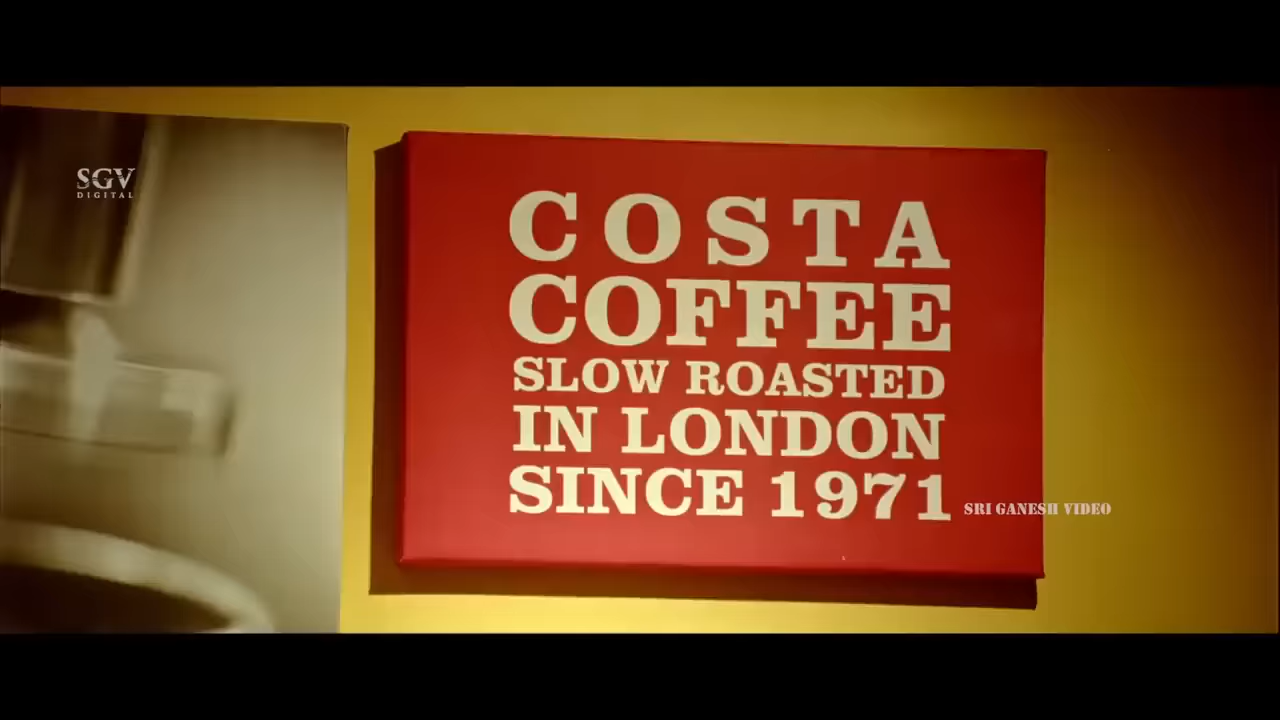 SGV
DIGITAL
COSTA
COFFEE
SLOW ROASTED
IN LONDON
SINCE 1971
SRI GANESH VIDEO